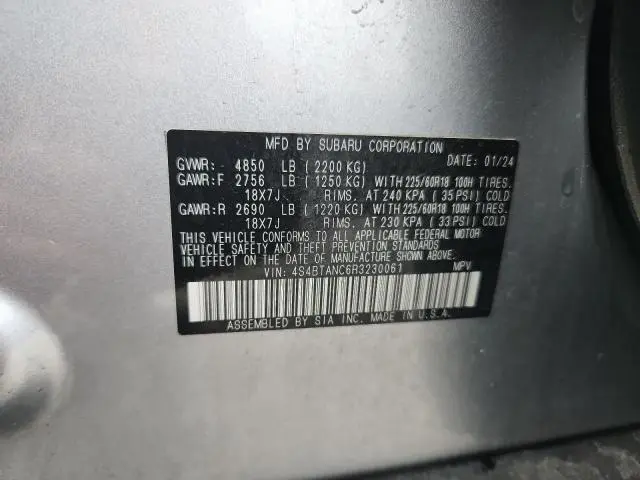 MFD BY SUBARU CORPORATION
GVWR: - 4850 LB (2200 KG) DATE: 01/24
GAWR:F 2756 LB (1250 KG) WITH 225/60R18 100H TIRES.
18X7J RIMS. AT 240 KPA (35 PSI) COLD
GAWR:R 2690 LB (1220 KG) WITH 225/60R18 100H TIRES.
18X7J RIMS. AT 230 KPA (33 PSI) COLD
THIS VEHICLE CONFORMS TO ALL APPLICABLE FEDERAL MOTOR
VEHICLE SAFETY AND THEFT PREVENTION STANDARDS
IN EFFECT ON THE DATE OF MANUFACTURE SHOWN ABOVE.
VIN: 4S4BTANC6R3230061 MPV
ASSEMBLED BY SIA INC. MADE IN U.S.A.